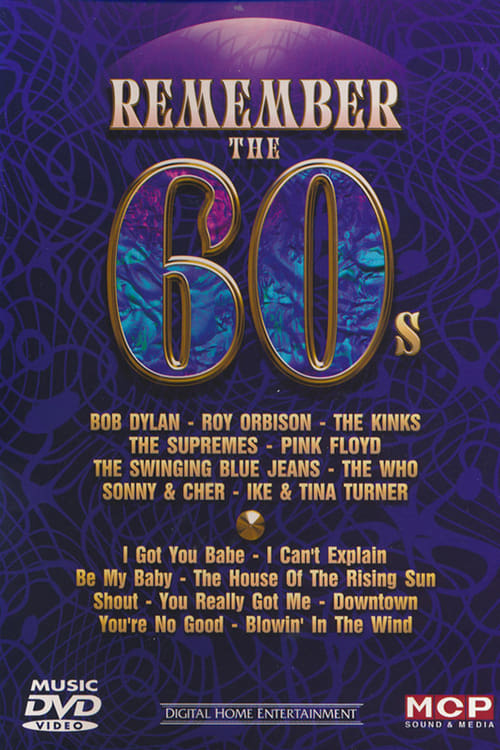 REMEMBER
THE
60s
BOB DYLAN - ROY ORBISON - THE KINKS
THE SUPREMES - PINK FLOYD
THE SWINGING BLUE JEANS - THE WHO
SONNY & CHER - IKE & TINA TURNER
I Got You Babe - I Can't Explain
Be My Baby - The House Of The Rising Sun
Shout - You Really Got Me - Downtown
You're No Good - Blowin' In The Wind
MUSIC
DVD
VIDEO
DIGITAL HOME ENTERTAINMENT
MCP
SOUND & MEDIA